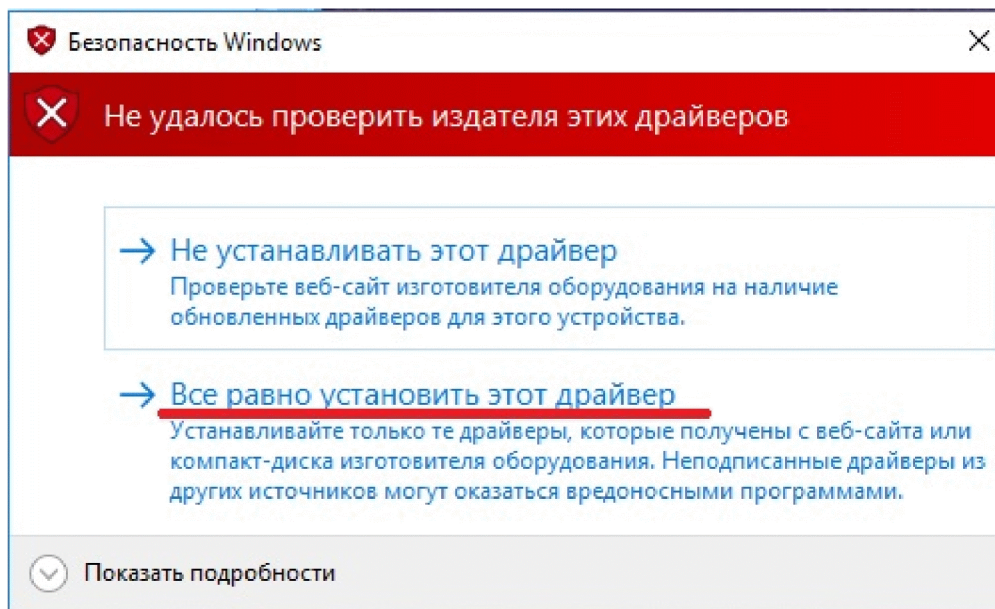 Безопасность Windows
Не удалось проверить издателя этих драйверов
Не устанавливать этот драйвер
Проверьте веб-сайт изготовителя оборудования на наличие
обновленных драйверов для этого устройства.
Все равно установить этот драйвер
Устанавливайте только те драйверы, которые получены с веб-сайта или
компакт-диска изготовителя оборудования. Неподписанные драйверы из
других источников могут оказаться вредоносными программами.
Показать подробности